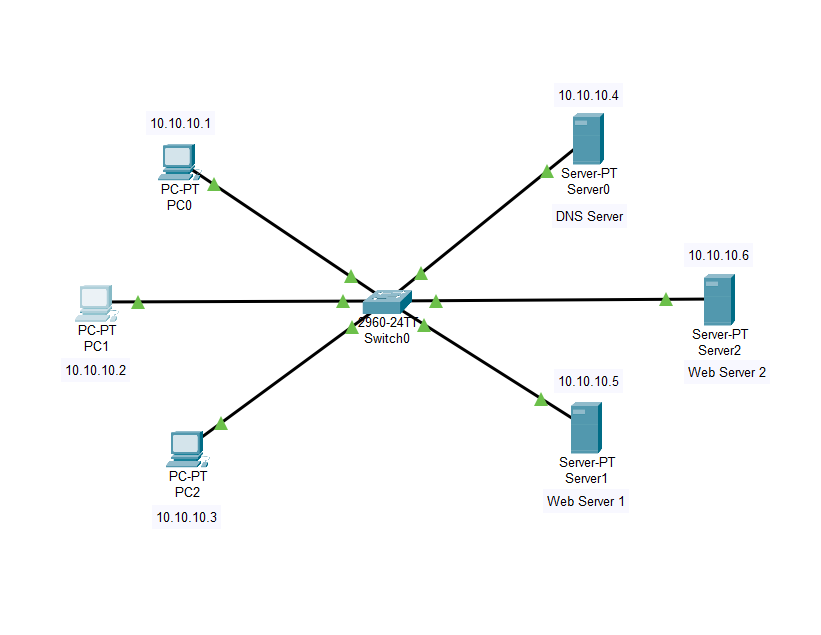 10.10.10.4
10.10.10.1
Server-PT
Server0
PC-PT
PC0
DNS Server
10.10.10.6
2960-24TT
Switch0
PC-PT
PC1
Server-PT
Server2
10.10.10.2
Web Server 2
10.10.10.5
Server-PT
Server1
PC-PT
PC2
Web Server 1
10.10.10.3